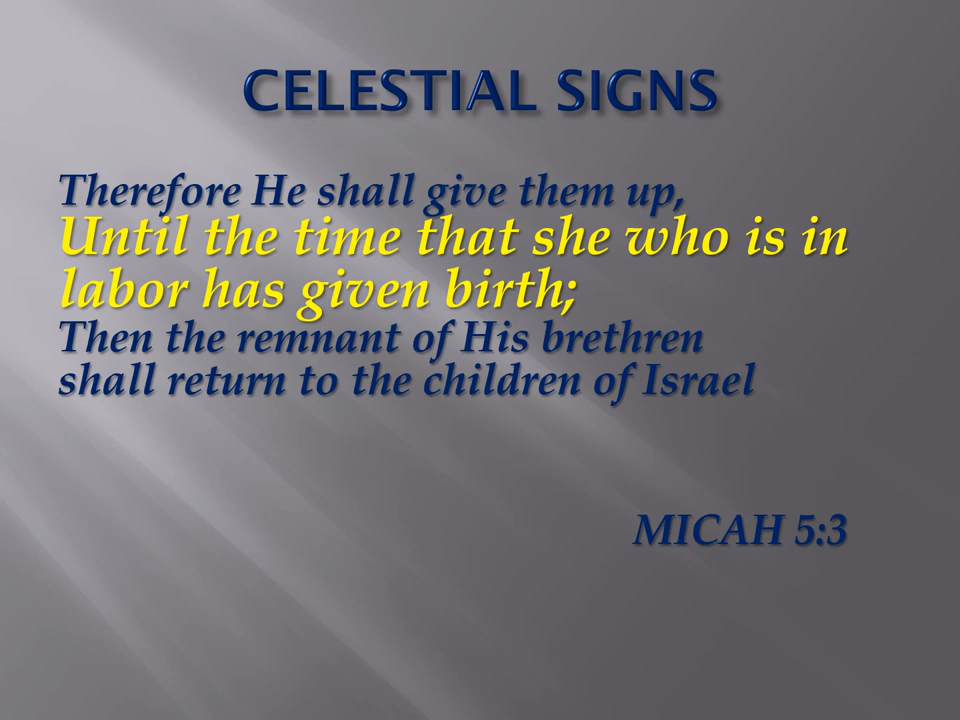 CELESTIAL SIGNS
Therefore He shall give them up,
Until the time that she who is in
labor has given birth;
Then the remnant of His brethren
shall return to the children of Israel
MICAH 5:3